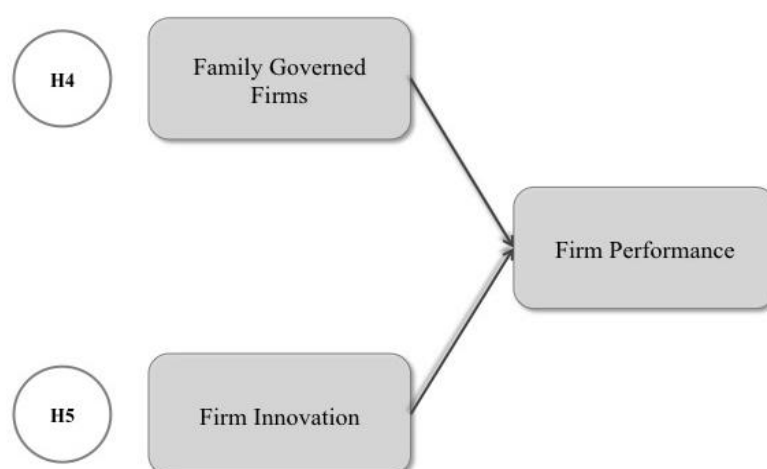 H4
Family Governed
Firms
Firm Performance
H5
Firm Innovation